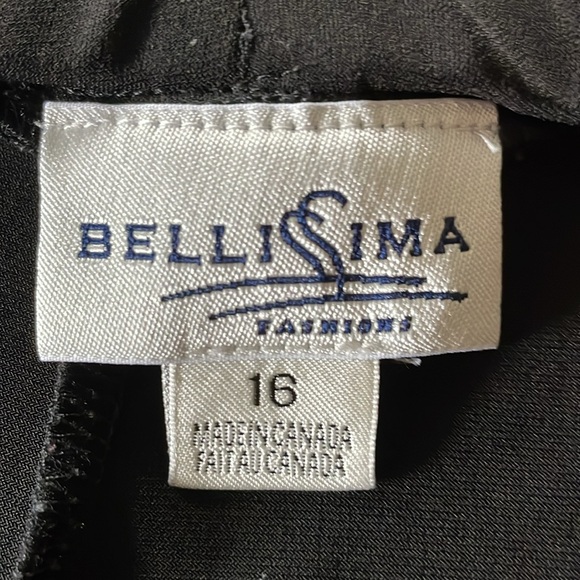 BELLISSIMA
FASHIONS
16
MADE IN CANADA
FAIT AU CANADA